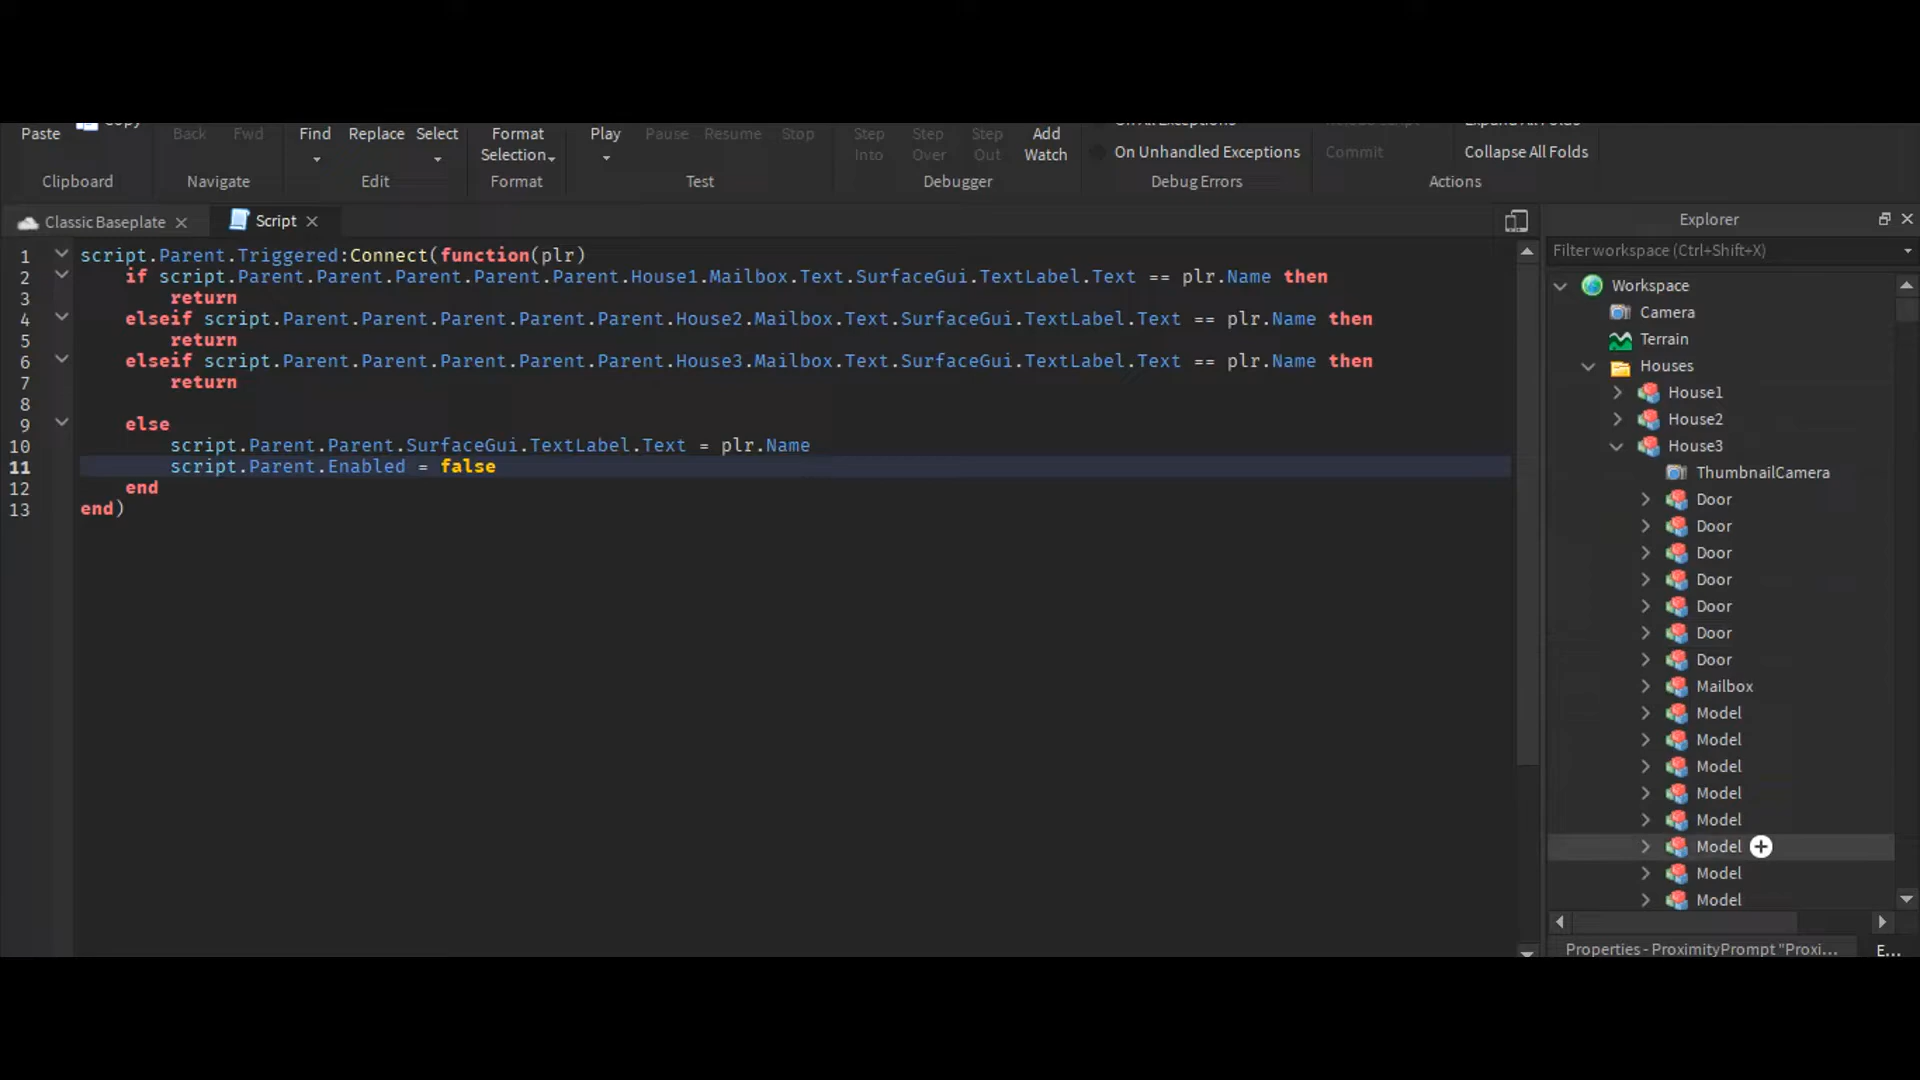 Paste Copy Back Fwd Find Replace Select Format Play Pause Resume Stop Step Step Step Add On All Exceptions Expand All Folds
Selection Into Over Out Watch On Unhandled Exceptions Commit Collapse All Folds
Clipboard Navigate Edit Format Test Debugger Debug Errors Actions
Classic Baseplate Script Explorer
Filter workspace (Ctrl+Shift+X)
1 script.Parent.Triggered:Connect(function(plr)
2 if script.Parent.Parent.Parent.Parent.Parent.House1.Mailbox.Text.SurfaceGui.TextLabel.Text == plr.Name then
3 return
4 elseif script.Parent.Parent.Parent.Parent.Parent.House2.Mailbox.Text.SurfaceGui.TextLabel.Text == plr.Name then
5 return
6 elseif script.Parent.Parent.Parent.Parent.Parent.House3.Mailbox.Text.SurfaceGui.TextLabel.Text == plr.Name then
7 return
8
9 else
10 script.Parent.Parent.SurfaceGui.TextLabel.Text = plr.Name
11 script.Parent.Enabled = false
12 end
13 end)
Workspace
Camera
Terrain
Houses
House1
House2
House3
ThumbnailCamera
Door
Door
Door
Door
Door
Door
Door
Mailbox
Model
Model
Model
Model
Model
Model
Model
Model
Properties - ProximityPrompt "Proxi... E...